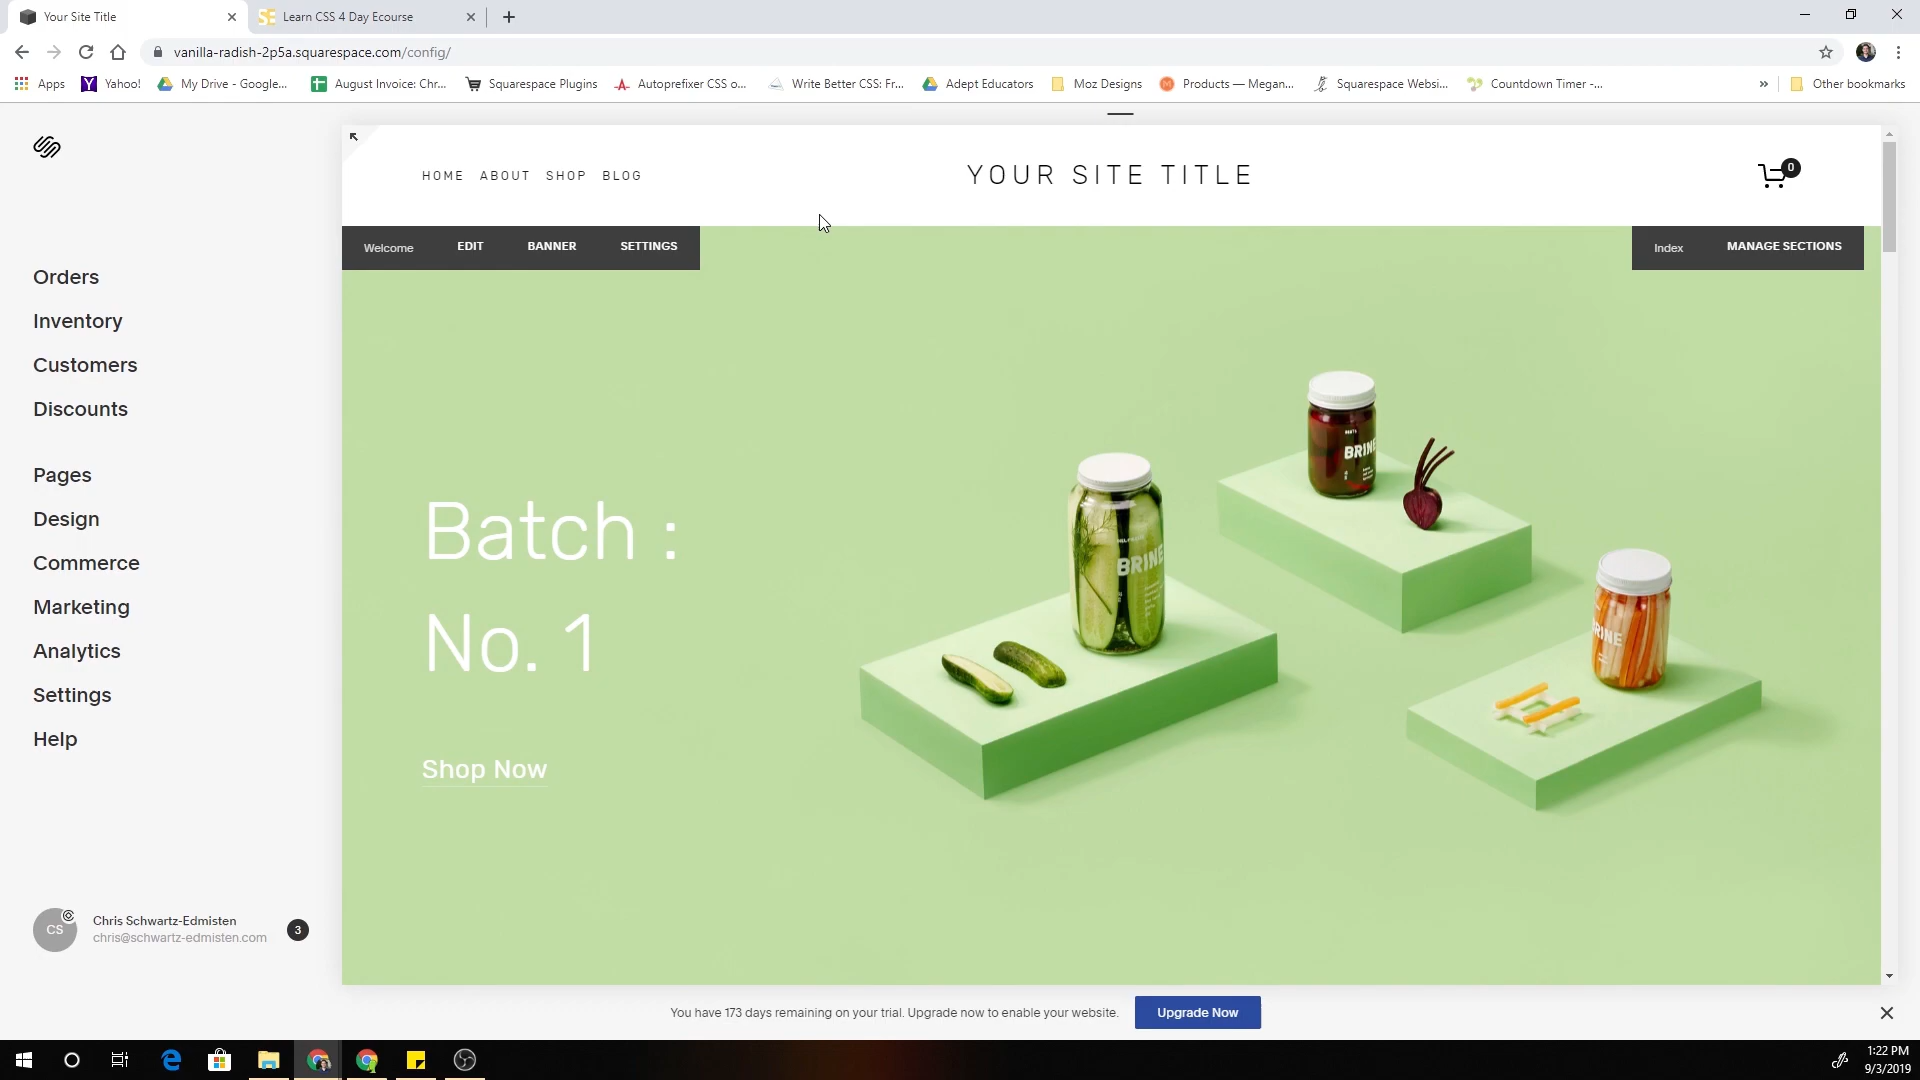 Your Site Title
Learn CSS 4 Day Ecourse
vanilla-radish-2p5a.squarespace.com/config/
Apps Yahoo! My Drive - Google... August Invoice: Chr... Squarespace Plugins Autoprefixer CSS o... Write Better CSS: Fr... Adept Educators Moz Designs Products — Megan... Squarespace Websi... Countdown Timer -... » Other bookmarks
HOME ABOUT SHOP BLOG
YOUR SITE TITLE
0
Welcome EDIT BANNER SETTINGS
Index MANAGE SECTIONS
Orders
Inventory
Customers
Discounts
Pages
Design
Commerce
Marketing
Analytics
Settings
Help
Batch :
No. 1
Shop Now
BRINE
BRINE
BRINE
CS
Chris Schwartz-Edmisten
chris@schwartz-edmisten.com
3
You have 173 days remaining on your trial. Upgrade now to enable your website.
Upgrade Now
1:22 PM
9/3/2019